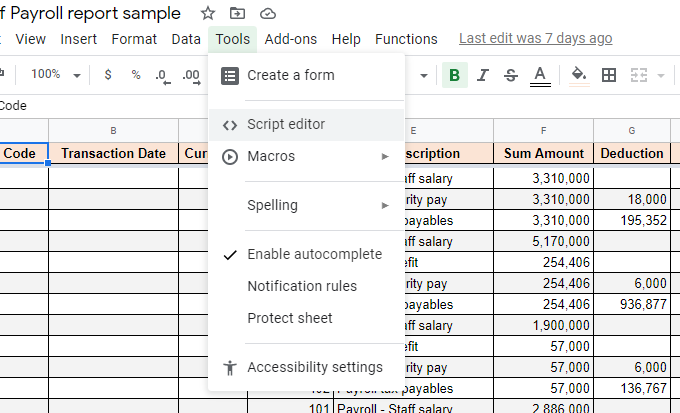 f Payroll report sample
View Insert Format Data Tools Add-ons Help Functions Last edit was 7 days ago
100% $ % .0 .00 B I S A
Create a form
Code
Script editor
B E F G
Code Transaction Date Cur scription Sum Amount Deduction
Macros
aff salary 3,310,000
rity pay 3,310,000 18,000
Spelling
payables 3,310,000 195,352
aff salary 5,170,000
Enable autocomplete
efit 254,406
Notification rules
rity pay 254,406 6,000
payables 254,406 936,877
Protect sheet
aff salary 1,900,000
efit 57,000
Accessibility settings
rity pay 57,000 6,000
payables 57,000 136,767
101 Payroll - Staff salary 2,886,000